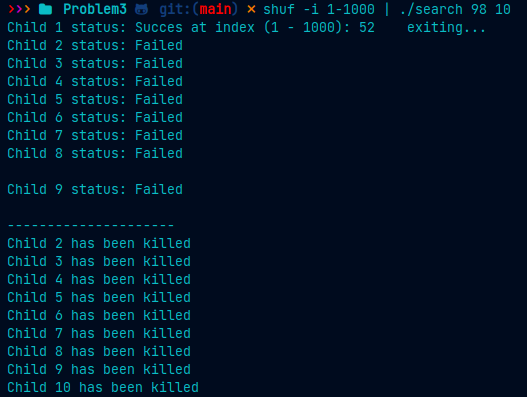 >>> Problem3 git:(main) × shuf -i 1-1000 | ./search 98 10
Child 1 status: Succes at index (1 - 1000): 52    exiting...
Child 2 status: Failed
Child 3 status: Failed
Child 4 status: Failed
Child 5 status: Failed
Child 6 status: Failed
Child 7 status: Failed
Child 8 status: Failed
Child 9 status: Failed
---------------------
Child 2 has been killed
Child 3 has been killed
Child 4 has been killed
Child 5 has been killed
Child 6 has been killed
Child 7 has been killed
Child 8 has been killed
Child 9 has been killed
Child 10 has been killed